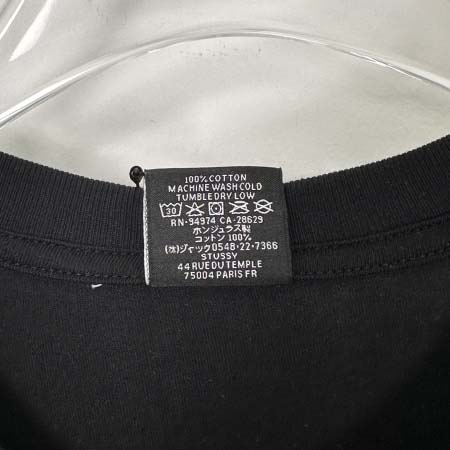 100% COTTON
MACHINE WASH COLD
TUMBLE DRY LOW
30
RN-94974 CA-28629
ホンジュラス製
コットン 100%
(株)ジャック0548-22-7366
STUSSY
44 RUE DU TEMPLE
75004 PARIS FR